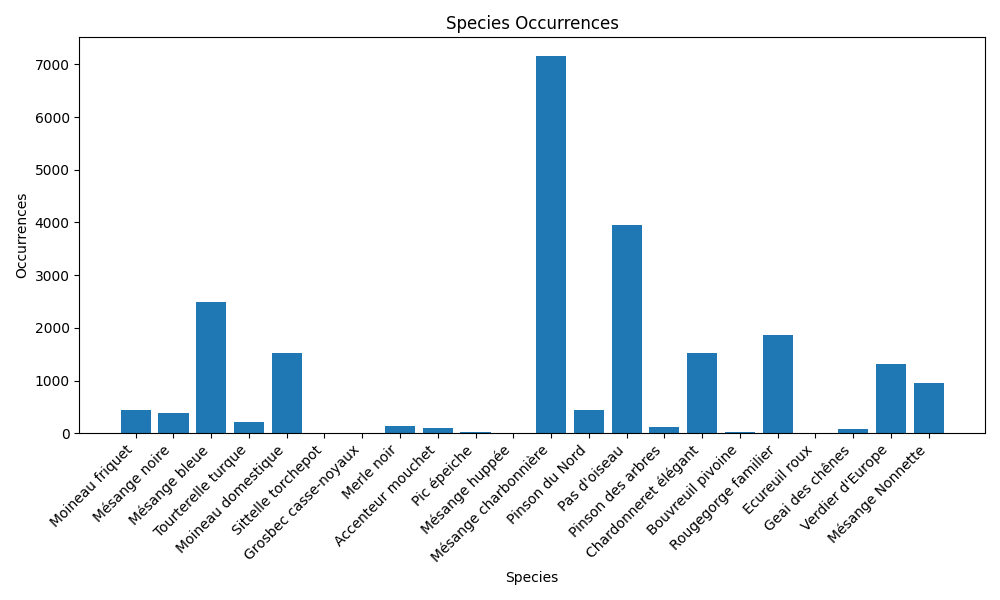 Species Occurrences
Occurrences
7000
6000
5000
4000
3000
2000
1000
0
Moineau friquet
Mésange noire
Mésange bleue
Tourterelle turque
Moineau domestique
Sittelle torchepot
Grosbec casse-noyaux
Merle noir
Accenteur mouchet
Pic épeiche
Mésange huppée
Mésange charbonnière
Pinson du Nord
Pas d'oiseau
Pinson des arbres
Chardonneret élégant
Bouvreuil pivoine
Rougegorge familier
Ecureuil roux
Geai des chênes
Verdier d'Europe
Mésange Nonnette
Species